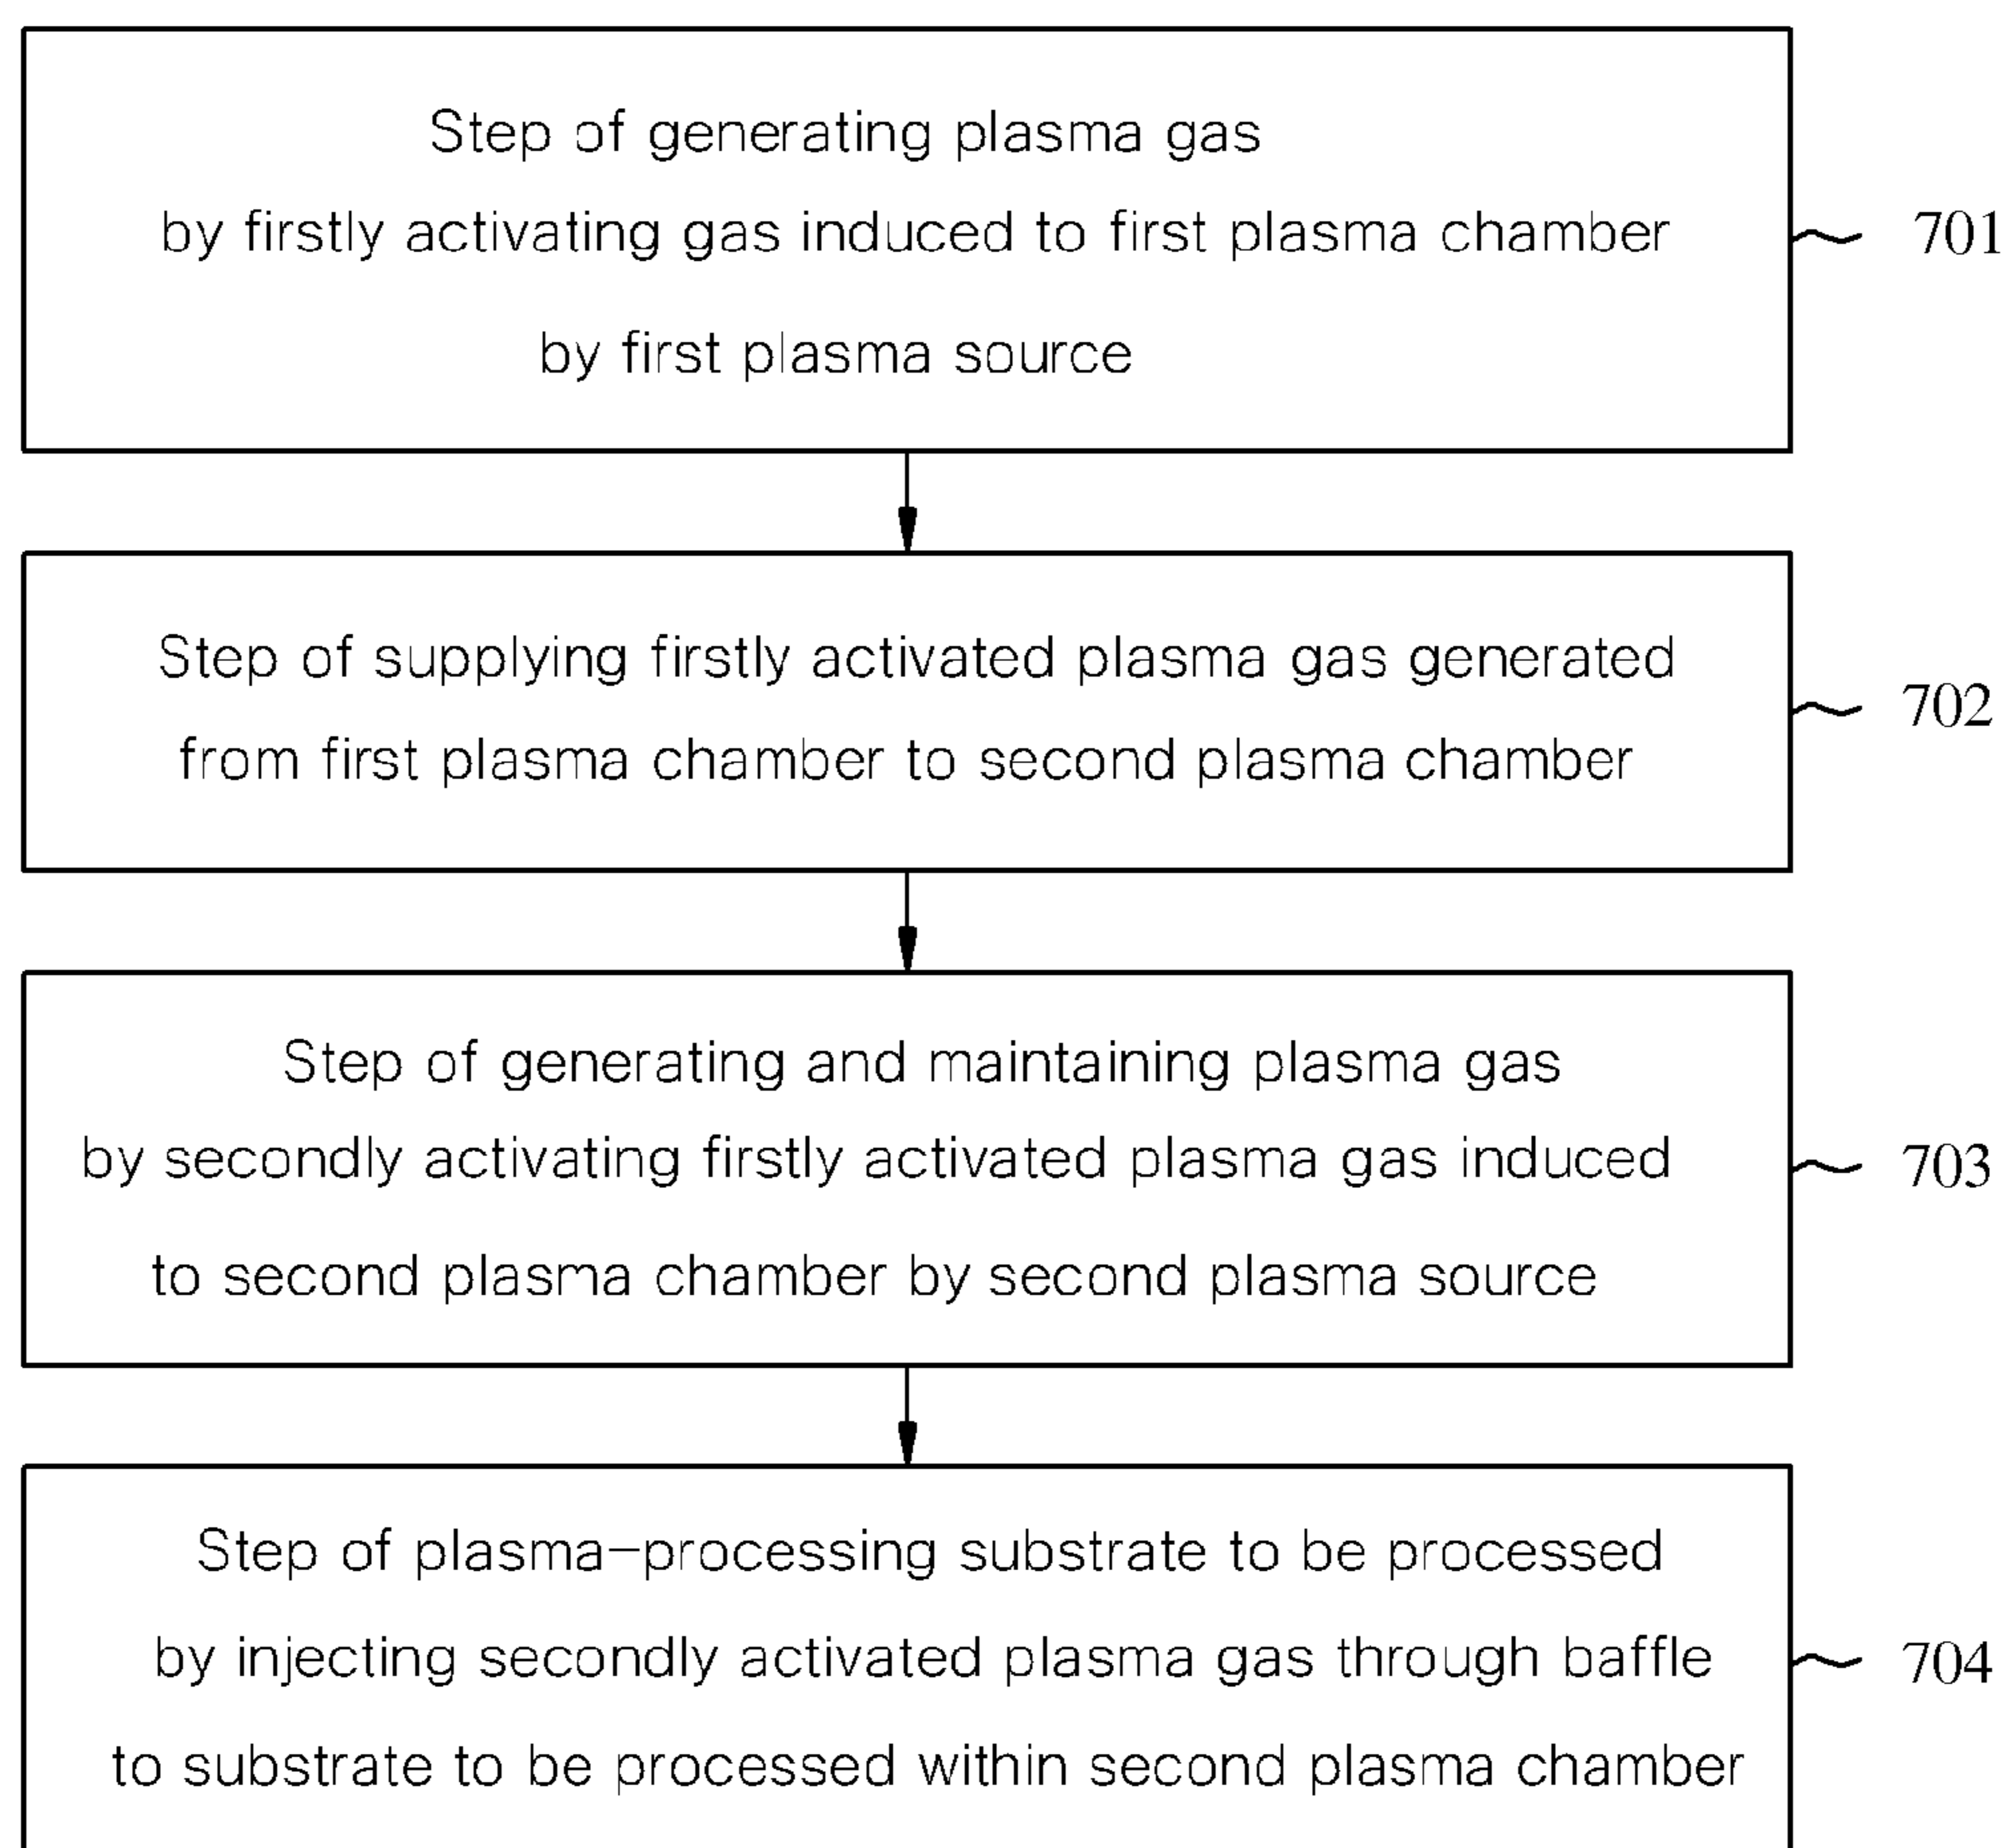 Step of generating plasma gas
by firstly activating gas induced to first plasma chamber
by first plasma source
701
Step of supplying firstly activated plasma gas generated
from first plasma chamber to second plasma chamber
702
Step of generating and maintaining plasma gas
by secondly activating firstly activated plasma gas induced
to second plasma chamber by second plasma source
703
Step of plasma-processing substrate to be processed
by injecting secondly activated plasma gas through baffle
to substrate to be processed within second plasma chamber
704